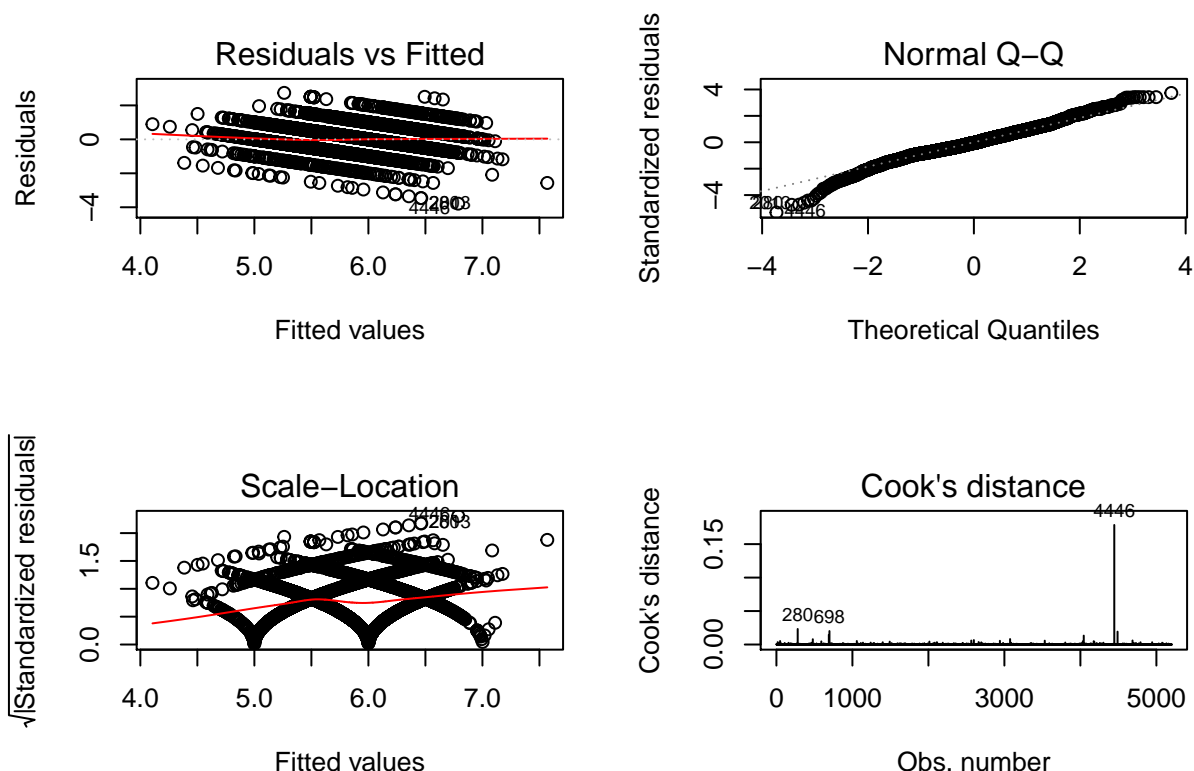 Residuals vs Fitted
Residuals
0
−4
4.0 5.0 6.0 7.0
Fitted values
4446
Normal Q−Q
Standardized residuals
4
0
−4
4446
−4 −2 0 2 4
Theoretical Quantiles
Scale−Location
√|Standardized residuals|
1.5
0.0
4446
4.0 5.0 6.0 7.0
Fitted values
Cook's distance
Cook's distance
0.15
0.00
280 698
4446
0 1000 3000 5000
Obs. number